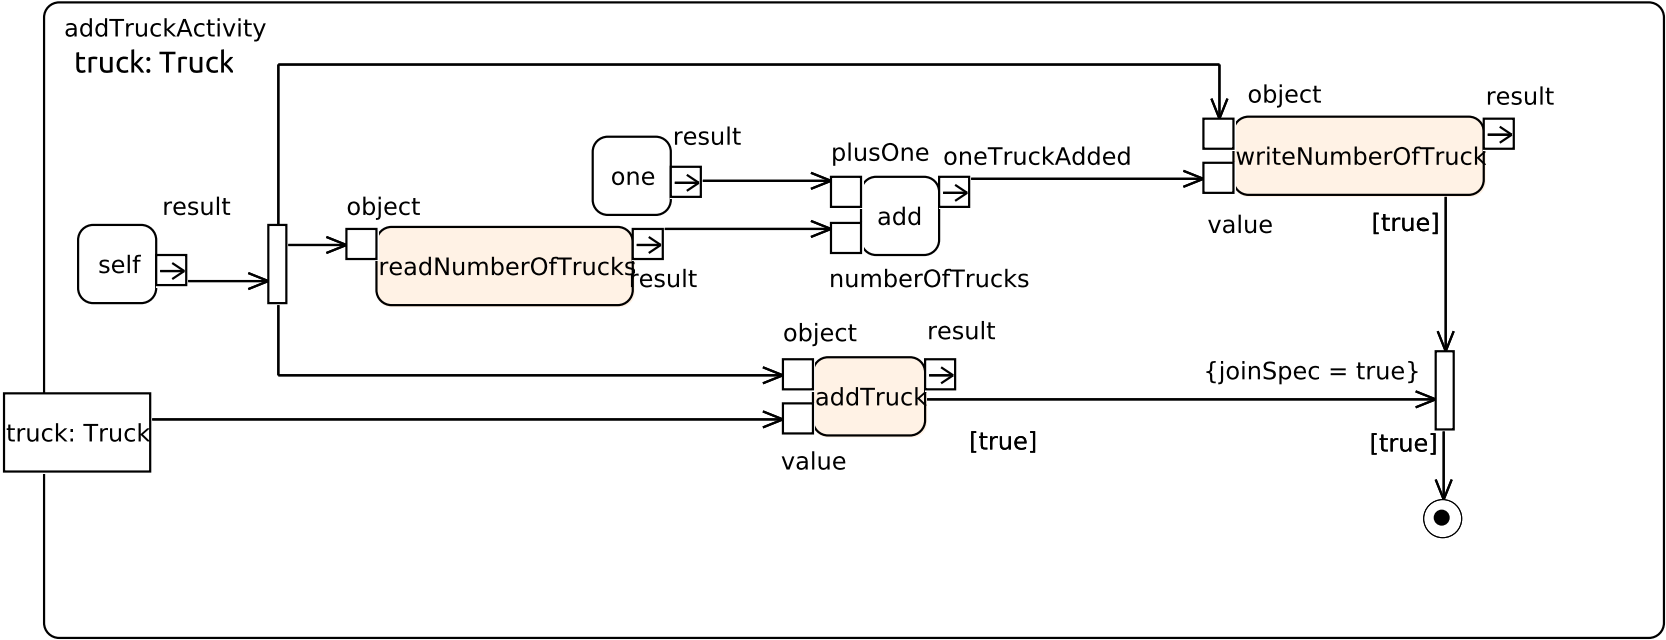 addTruckActivity
truck: Truck
object
result
result
plusOne
oneTruckAdded
writeNumberOfTruck
one
result
object
add
value
[true]
self
readNumberOfTrucks
result
numberOfTrucks
object
result
{joinSpec = true}
addTruck
truck: Truck
[true]
[true]
value